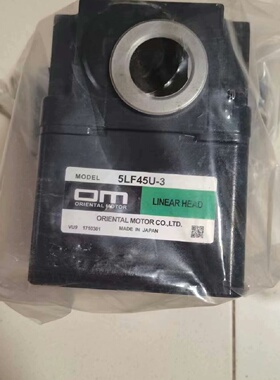 MODEL 5LF45U-3
OM
ORIENTAL MOTOR
LINEAR HEAD
ORIENTAL MOTOR CO.,LTD.
MADE IN JAPAN